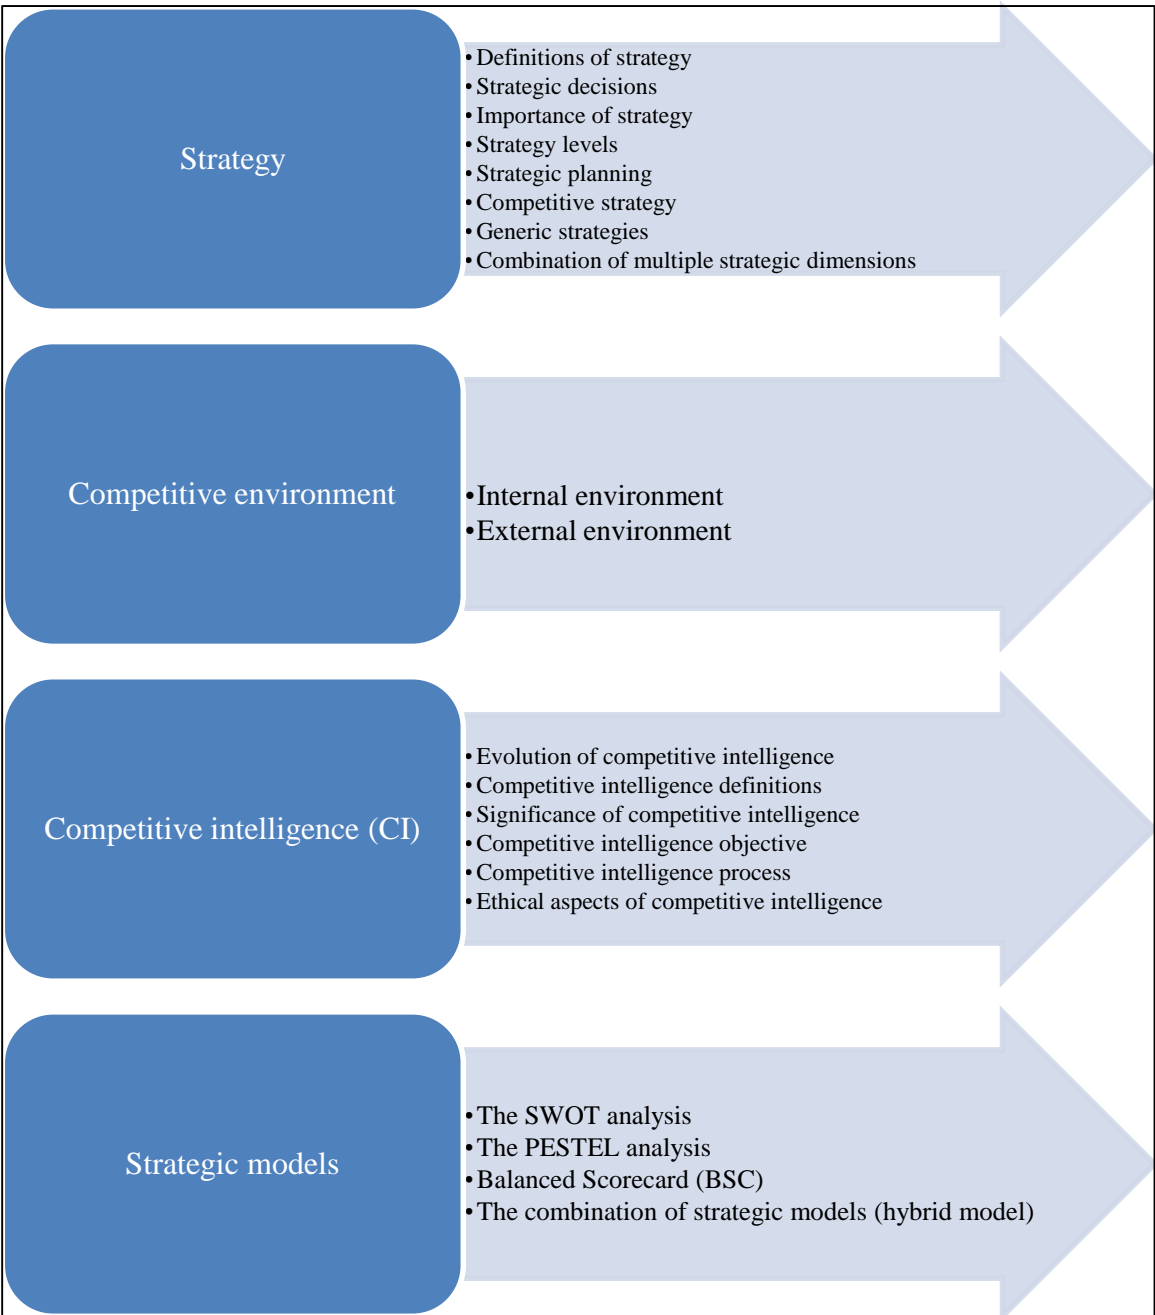 Strategy
•Definitions of strategy
•Strategic decisions
•Importance of strategy
•Strategy levels
•Strategic planning
•Competitive strategy
•Generic strategies
•Combination of multiple strategic dimensions
Competitive environment
•Internal environment
•External environment
Competitive intelligence (CI)
•Evolution of competitive intelligence
•Competitive intelligence definitions
•Significance of competitive intelligence
•Competitive intelligence objective
•Competitive intelligence process
•Ethical aspects of competitive intelligence
Strategic models
•The SWOT analysis
•The PESTEL analysis
•Balanced Scorecard (BSC)
•The combination of strategic models (hybrid model)